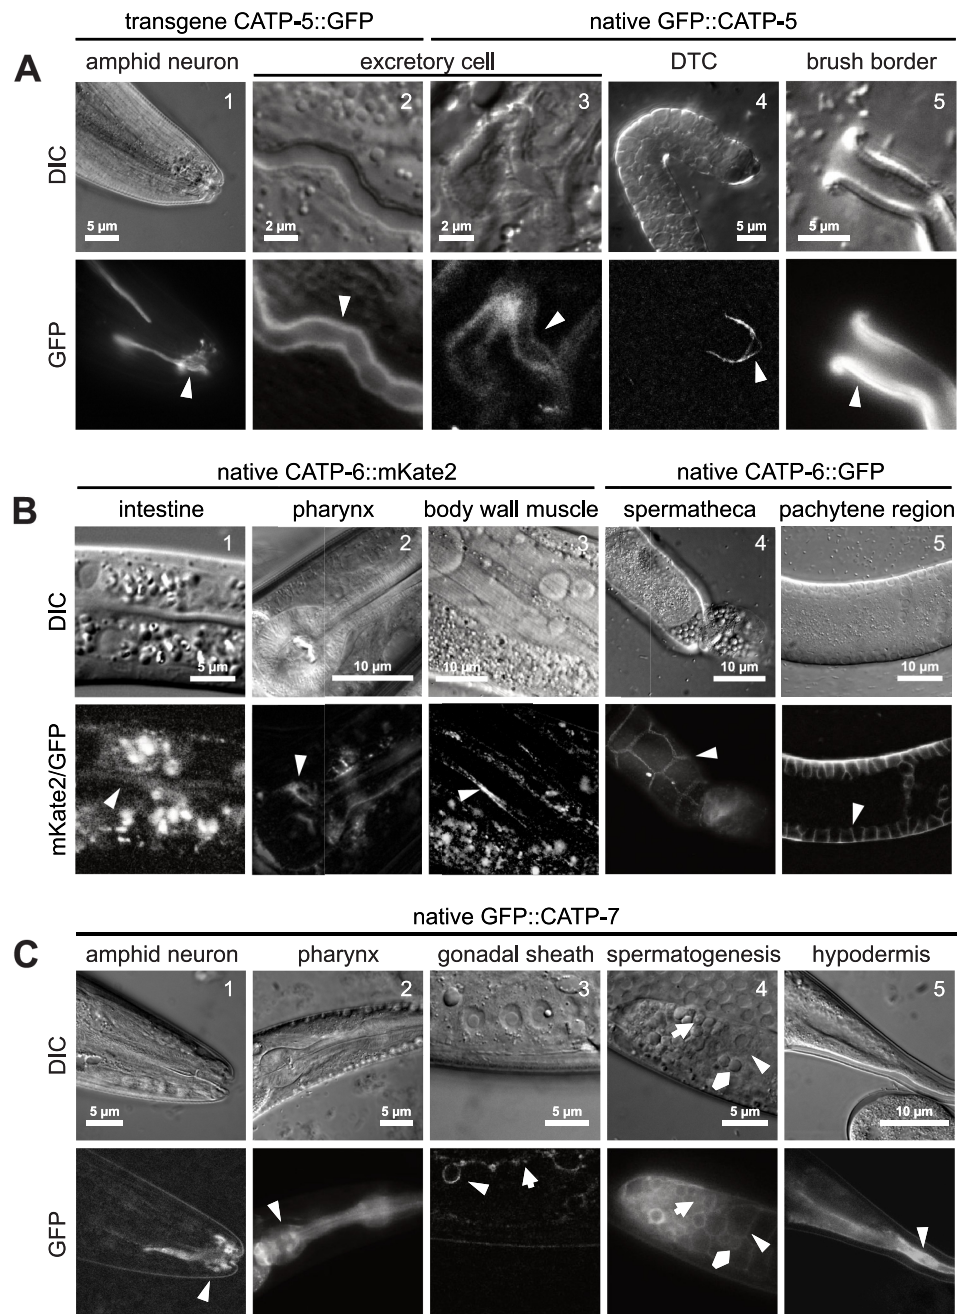 transgene CATP-5::GFP native GFP::CATP-5
A amphid neuron excretory cell DTC brush border
DIC 1 2 3 4 5
5 µm 2 µm 2 µm 5 µm 5 µm
GFP
native CATP-6::mKate2 native CATP-6::GFP
B intestine pharynx body wall muscle spermatheca pachytene region
DIC 1 2 3 4 5
5 µm 10 µm 10 µm 10 µm 10 µm
mKate2/GFP
native GFP::CATP-7
C amphid neuron pharynx gonadal sheath spermatogenesis hypodermis
DIC 1 2 3 4 5
5 µm 5 µm 5 µm 5 µm 10 µm
GFP